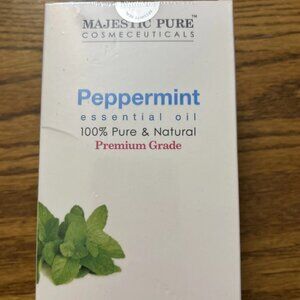 MAJESTIC PURE™
COSMECEUTICALS
Peppermint
essential oil
100% Pure & Natural
Premium Grade